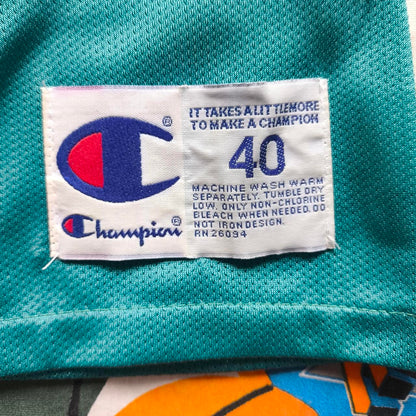 ®
Champion®
IT TAKES A LITTLE MORE
TO MAKE A CHAMPION
40
MACHINE WASH WARM
SEPARATELY. TUMBLE DRY
LOW. ONLY NON-CHLORINE
BLEACH WHEN NEEDED. DO
NOT IRON DESIGN.
RN 26094